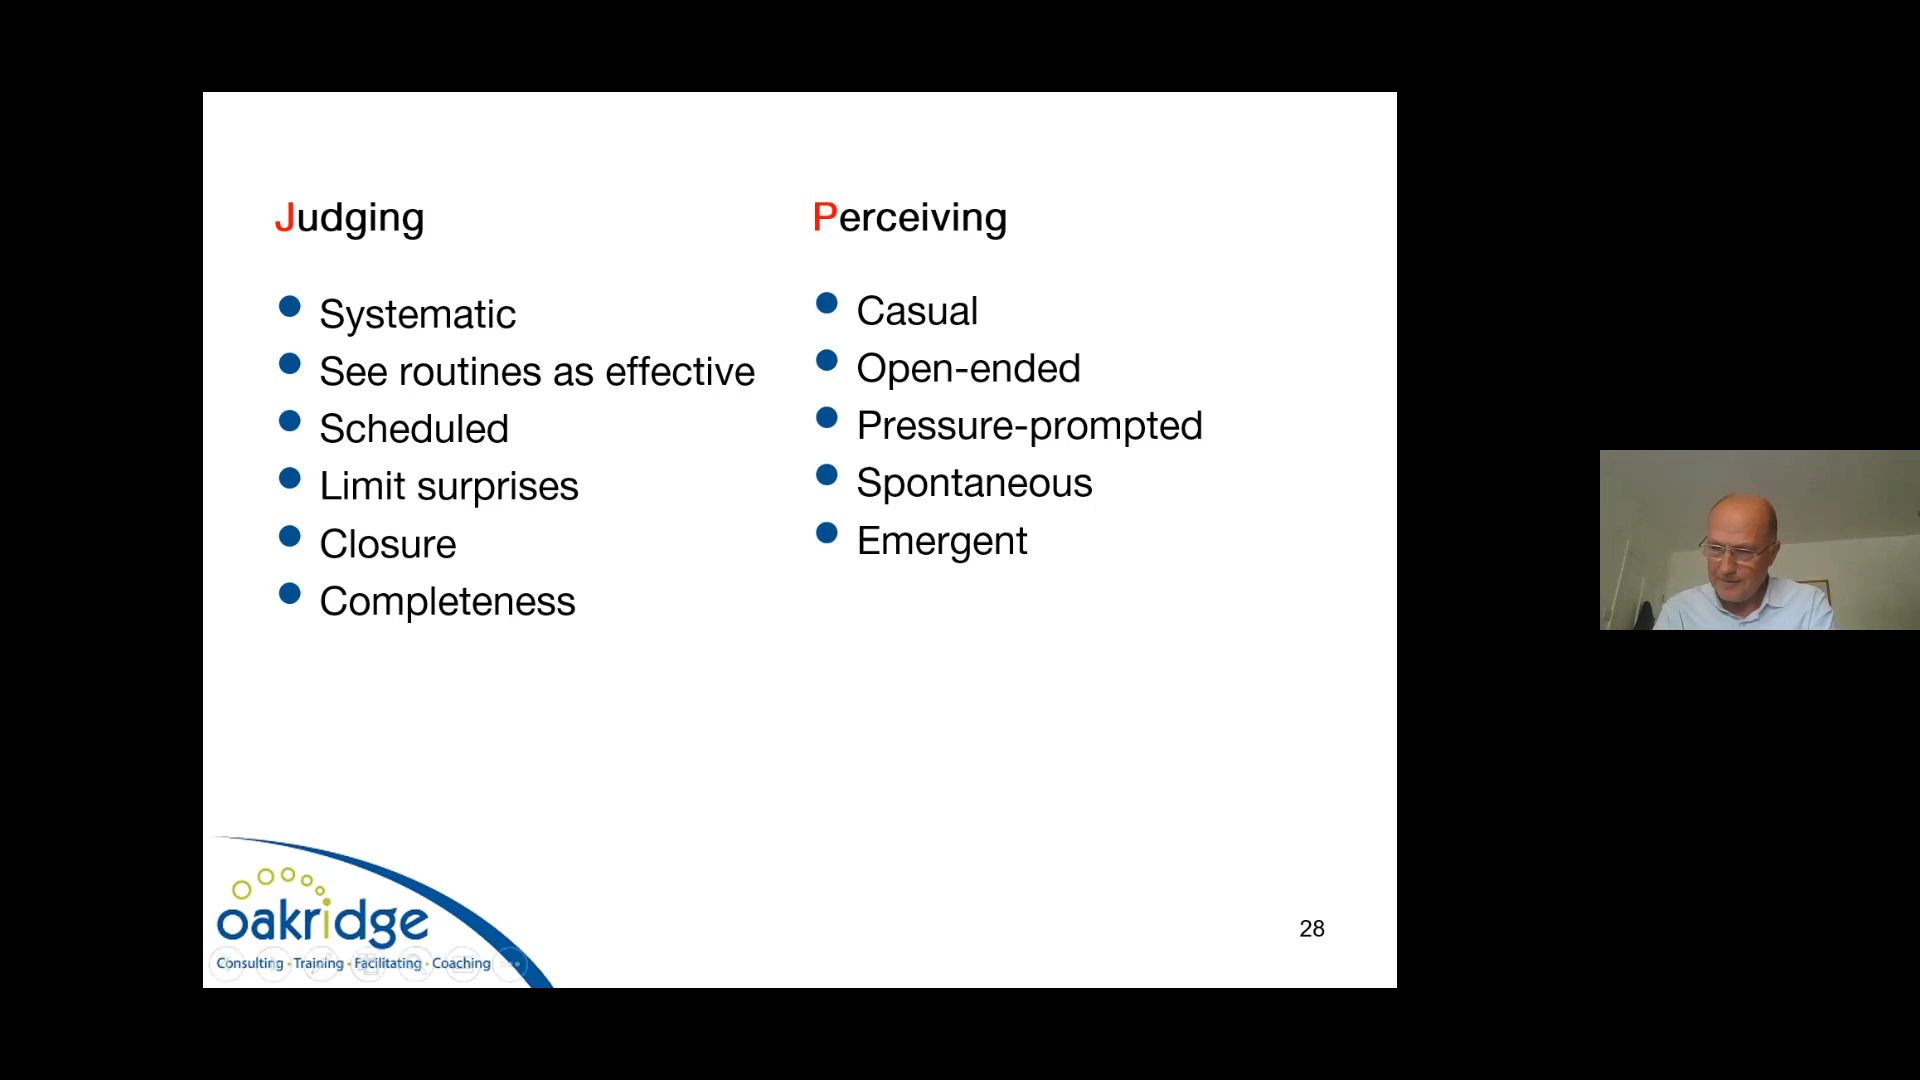 Judging
Systematic
See routines as effective
Scheduled
Limit surprises
Closure
Completeness
Perceiving
Casual
Open-ended
Pressure-prompted
Spontaneous
Emergent
oakridge
Consulting · Training · Facilitating · Coaching
28